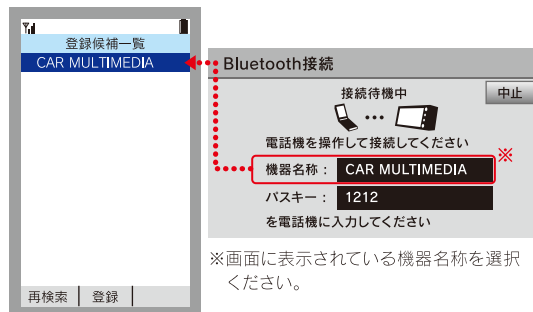 登録候補一覧
CAR MULTIMEDIA
再検索
登録
Bluetooth接続
接続待機中
中止
電話機を操作して接続してください
機器名称： CAR MULTIMEDIA
※
パスキー： 1212
を電話機に入力してください
※画面に表示されている機器名称を選択
ください。